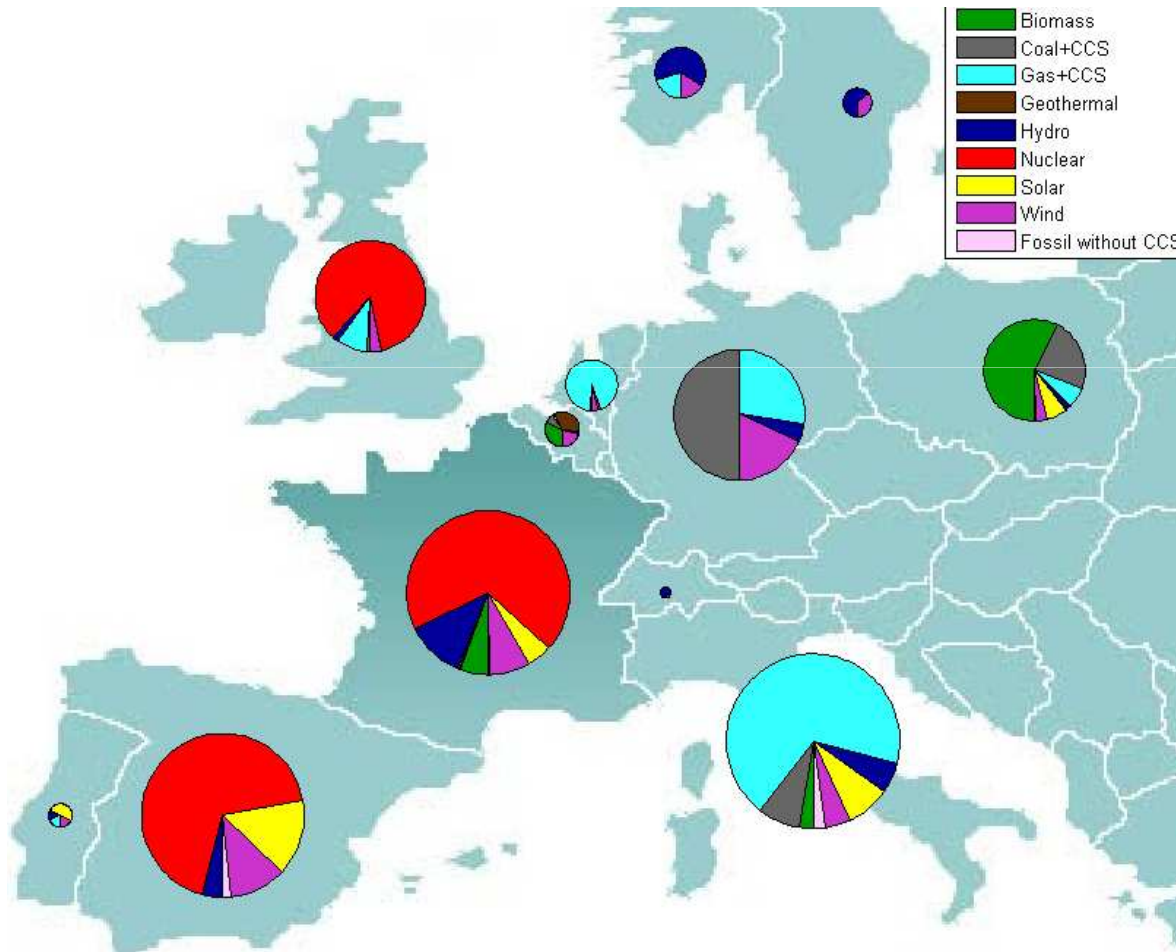 Biomass
Coal+CCS
Gas+CCS
Geothermal
Hydro
Nuclear
Solar
Wind
Fossil without CCS